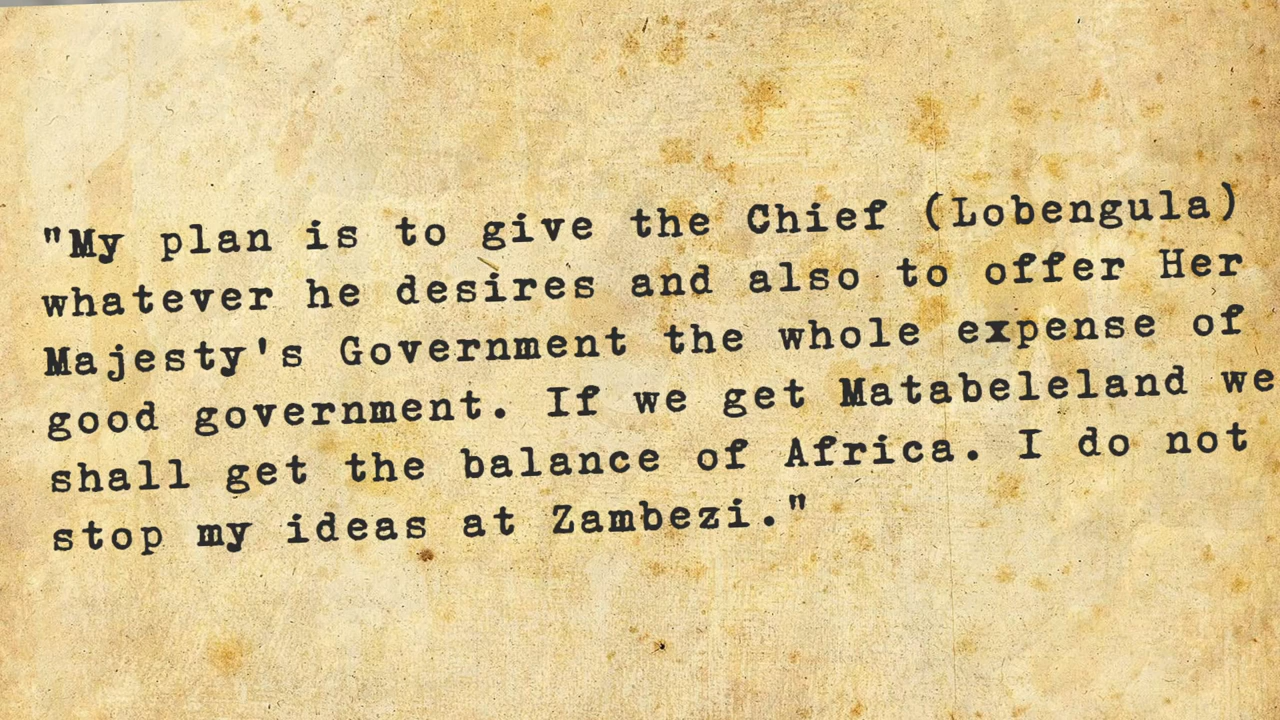 "My plan is to give the Chief (Lobengula)
whatever he desires and also to offer Her
Majesty's Government the whole expense of
good government. If we get Matabeleland we
shall get the balance of Africa. I do not
stop my ideas at Zambezi."